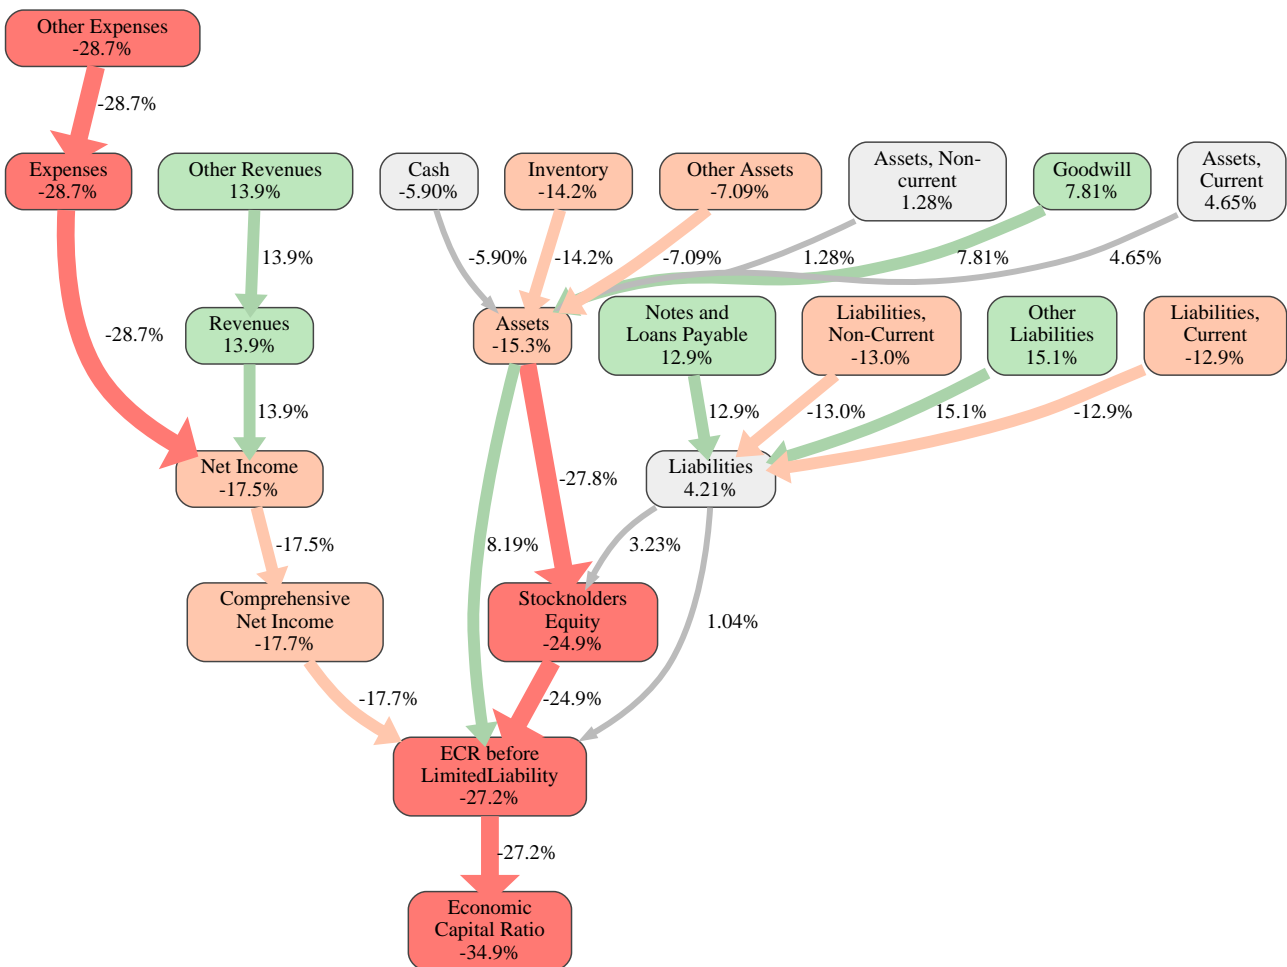 Other Expenses
-28.7%
-28.7%
Expenses
-28.7%
Other Revenues
13.9%
Cash
-5.90%
Inventory
-14.2%
Other Assets
-7.09%
Assets, Non-
current
1.28%
Goodwill
7.81%
Assets,
Current
4.65%
13.9%
-5.90%
-14.2%
-7.09%
1.28%
7.81%
4.65%
-28.7%
Revenues
13.9%
Assets
-15.3%
Notes and
Loans Payable
12.9%
Liabilities,
Non-Current
-13.0%
Other
Liabilities
15.1%
Liabilities,
Current
-12.9%
13.9%
12.9%
-13.0%
15.1%
-12.9%
Net Income
-17.5%
-27.8%
Liabilities
4.21%
-17.5%
8.19%
3.23%
1.04%
Comprehensive
Net Income
-17.7%
Stockholders
Equity
-24.9%
-17.7%
-24.9%
ECR before
LimitedLiability
-27.2%
-27.2%
Economic
Capital Ratio
-34.9%